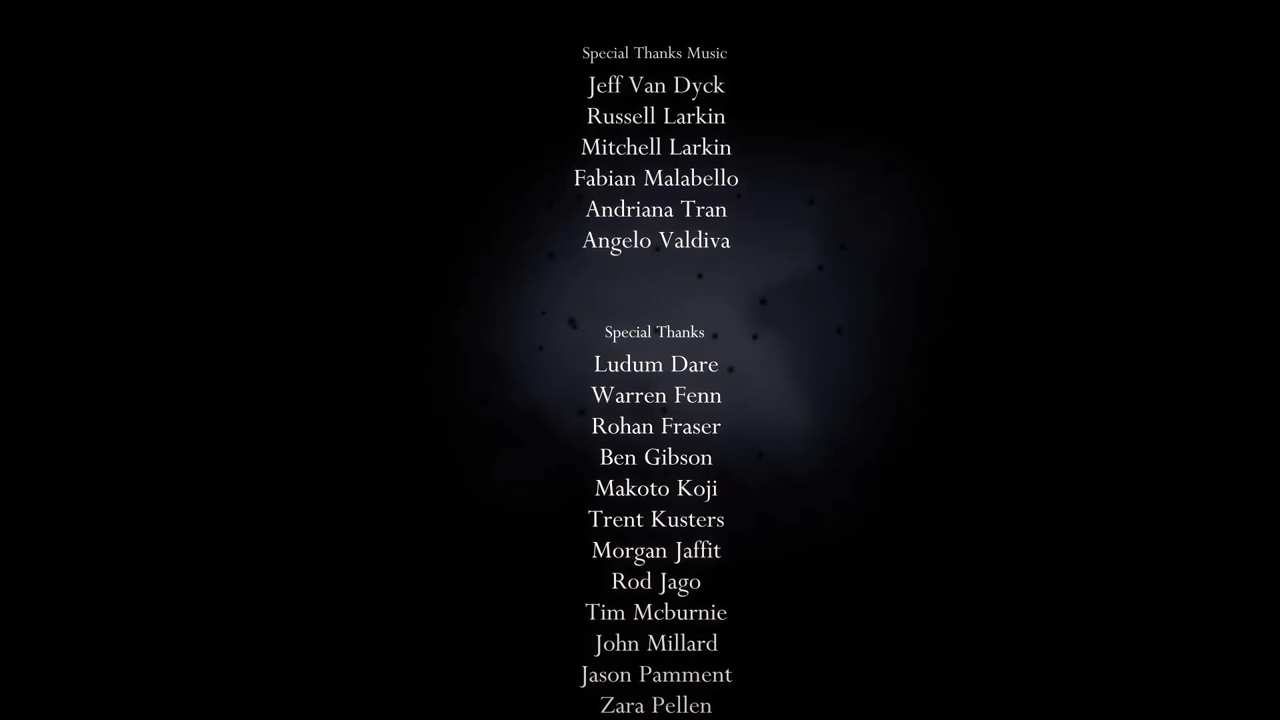 Special Thanks Music
Jeff Van Dyck
Russell Larkin
Mitchell Larkin
Fabian Malabello
Andriana Tran
Angelo Valdiva
Special Thanks
Ludum Dare
Warren Fenn
Rohan Fraser
Ben Gibson
Makoto Koji
Trent Kusters
Morgan Jaffit
Rod Jago
Tim Mcburnie
John Millard
Jason Pamment
Zara Pellen